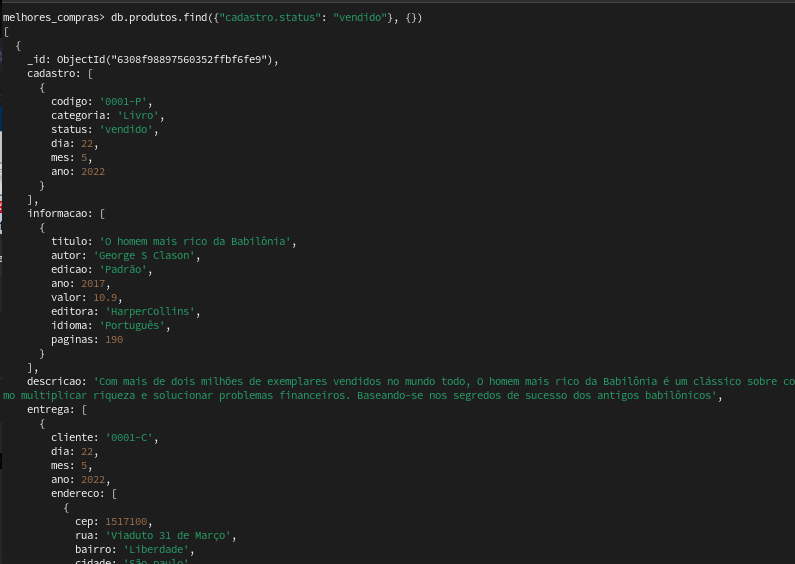 melhores_compras> db.produtos.find({"cadastro.status": "vendido"}, {})
[
  {
    _id: ObjectId("6308f98897560352ffbf6fe9"),
    cadastro: [
      {
        codigo: '0001-P',
        categoria: 'Livro',
        status: 'vendido',
        dia: 22,
        mes: 5,
        ano: 2022
      }
    ],
    informacao: [
      {
        titulo: 'O homem mais rico da Babilônia',
        autor: 'George S Clason',
        edicao: 'Padrão',
        ano: 2017,
        valor: 10.9,
        editora: 'HarperCollins',
        idioma: 'Português',
        paginas: 190
      }
    ],
    descricao: 'Com mais de dois milhões de exemplares vendidos no mundo todo, O homem mais rico da Babilônia é um clássico sobre co
mo multiplicar riqueza e solucionar problemas financeiros. Baseando-se nos segredos de sucesso dos antigos babilônicos',
    entrega: [
      {
        cliente: '0001-C',
        dia: 22,
        mes: 5,
        ano: 2022,
        endereco: [
          {
            cep: 1517100,
            rua: 'Viaduto 31 de Março',
            bairro: 'Liberdade',
            cidade: 'São paulo'